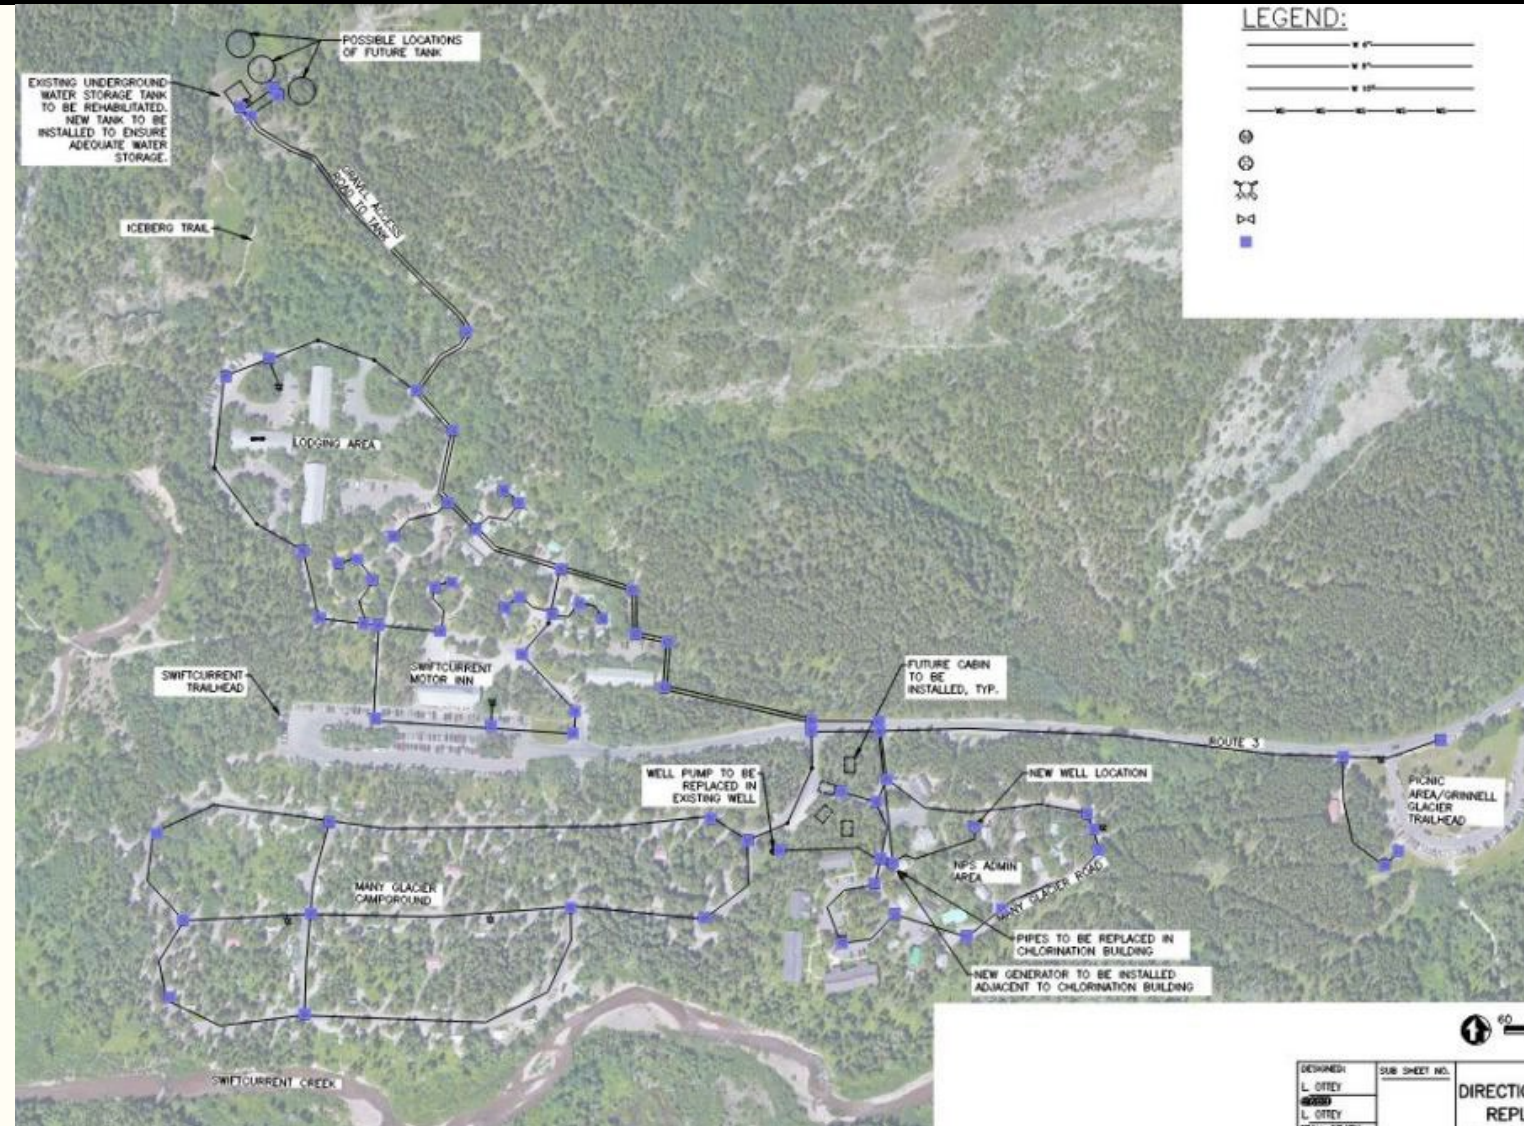 LEGEND:
W 6"
W 8"
W 10"
POSSIBLE LOCATIONS
OF FUTURE TANK
EXISTING UNDERGROUND
WATER STORAGE TANK
TO BE REHABILITATED.
NEW TANK TO BE
INSTALLED TO ENSURE
ADEQUATE WATER
STORAGE.
GRAVEL ACCESS
ROAD TO TANK
ICEBERG TRAIL
LODGING AREA
SWIFTCURRENT
MOTOR INN
SWIFTCURRENT
TRAILHEAD
FUTURE CABIN
TO BE
INSTALLED, TYP.
ROUTE 3
WELL PUMP TO BE
REPLACED IN
EXISTING WELL
NEW WELL LOCATION
PICNIC
AREA/GRINNELL
GLACIER
TRAILHEAD
MANY GLACIER
CAMPGROUND
NPS ADMIN
AREA
MANY GLACIER ROAD
PIPES TO BE REPLACED IN
CHLORINATION BUILDING
NEW GENERATOR TO BE INSTALLED
ADJACENT TO CHLORINATION BUILDING
SWIFTCURRENT CREEK
60
DESIGNED:
L. OTTEY
L. OTTEY
SUB SHEET NO.
DIRECTIO
REPL